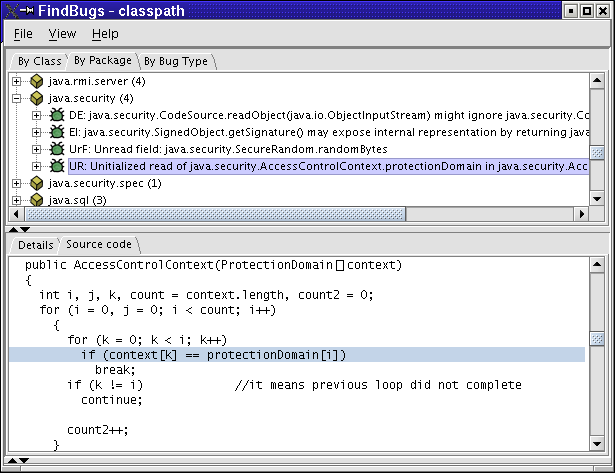 FindBugs - classpath
File View Help
By Class By Package By Bug Type
java.rmi.server (4)
java.security (4)
DE: java.security.CodeSource.readObject(java.io.ObjectInputStream) might ignore java.security.Co
EI: java.security.SignedObject.getSignature() may expose internal representation by returning java
UrF: Unread field: java.security.SecureRandom.randomBytes
UR: Unitialized read of java.security.AccessControlContext.protectionDomain in java.security.Acc
java.security.spec (1)
java.sql (3)
Details Source code
public AccessControlContext(ProtectionDomain[] context)
{
int i, j, k, count = context.length, count2 = 0;
for (i = 0, j = 0; i < count; i++)
{
for (k = 0; k < i; k++)
if (context[k] == protectionDomain[i])
break;
if (k != i) //it means previous loop did not complete
continue;
count2++;
}